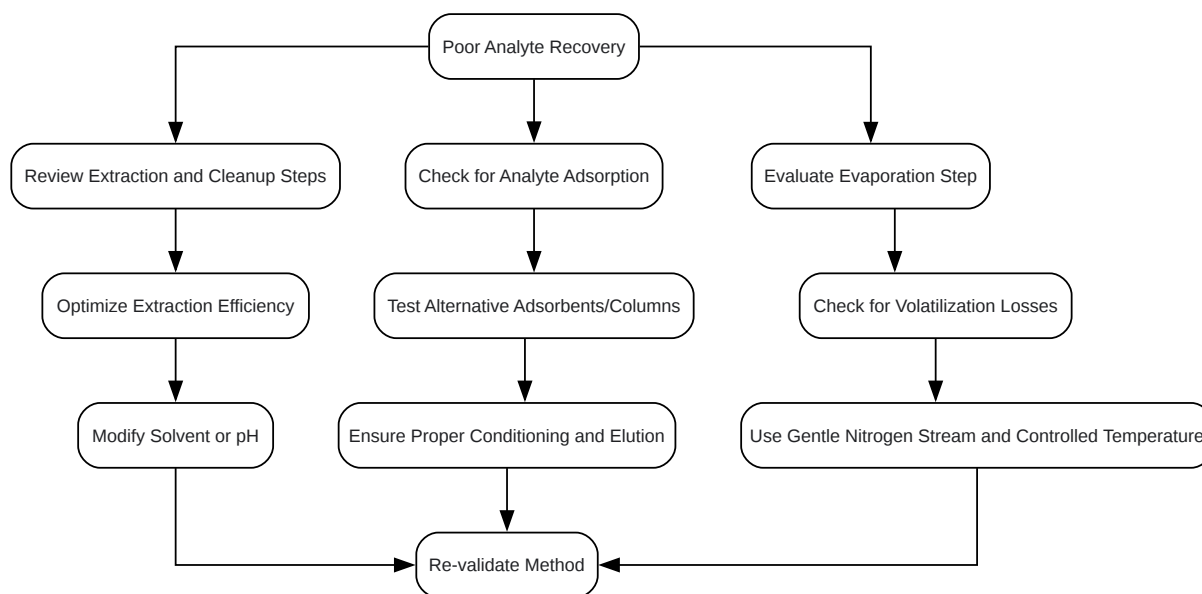 Poor Analyte Recovery
Review Extraction and Cleanup Steps
Check for Analyte Adsorption
Evaluate Evaporation Step
Optimize Extraction Efficiency
Test Alternative Adsorbents/Columns
Check for Volatilization Losses
Modify Solvent or pH
Ensure Proper Conditioning and Elution
Use Gentle Nitrogen Stream and Controlled Temperature
Re-validate Method